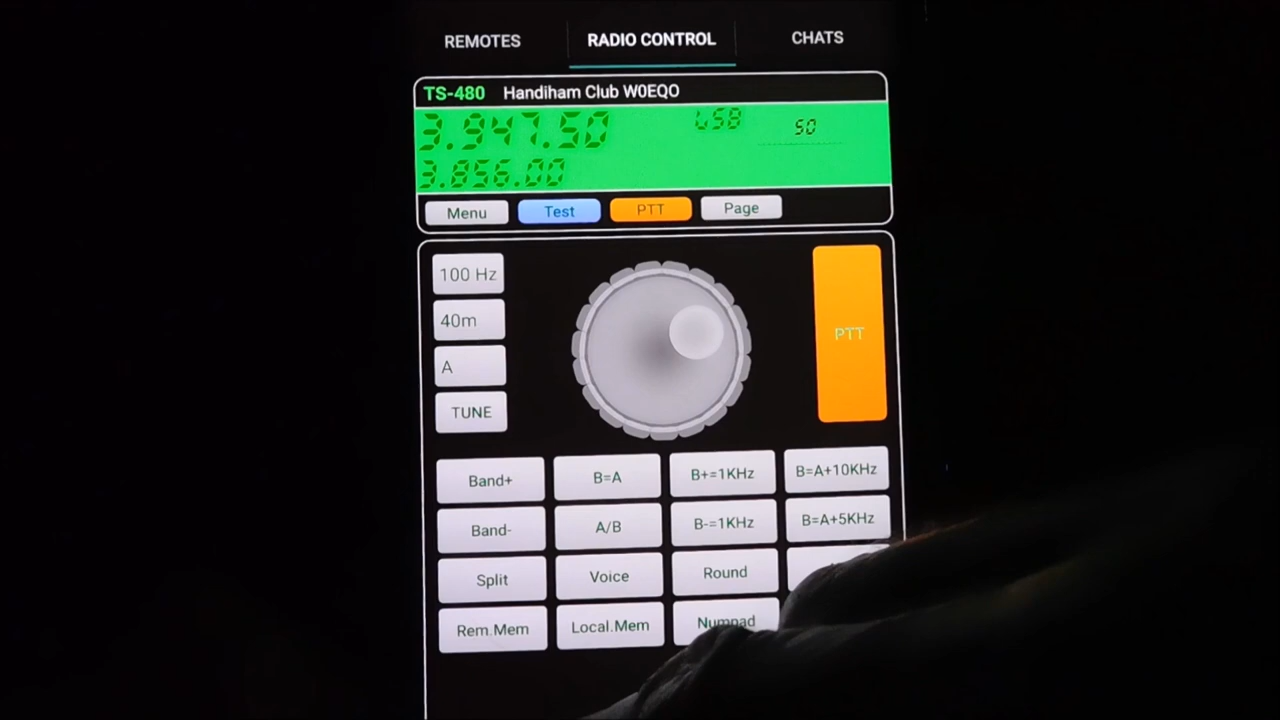 REMOTES RADIO CONTROL CHATS
TS-480 Handiham Club W0EQO
3.947.50 LSB 50
3.856.00
Menu Test PTT Page
100 Hz
40m
A
PTT
TUNE
Band+ B=A B+=1KHz B=A+10KHz
Band- A/B B-=1KHz B=A+5KHz
Split Voice Round
Rem.Mem Local.Mem Numpad